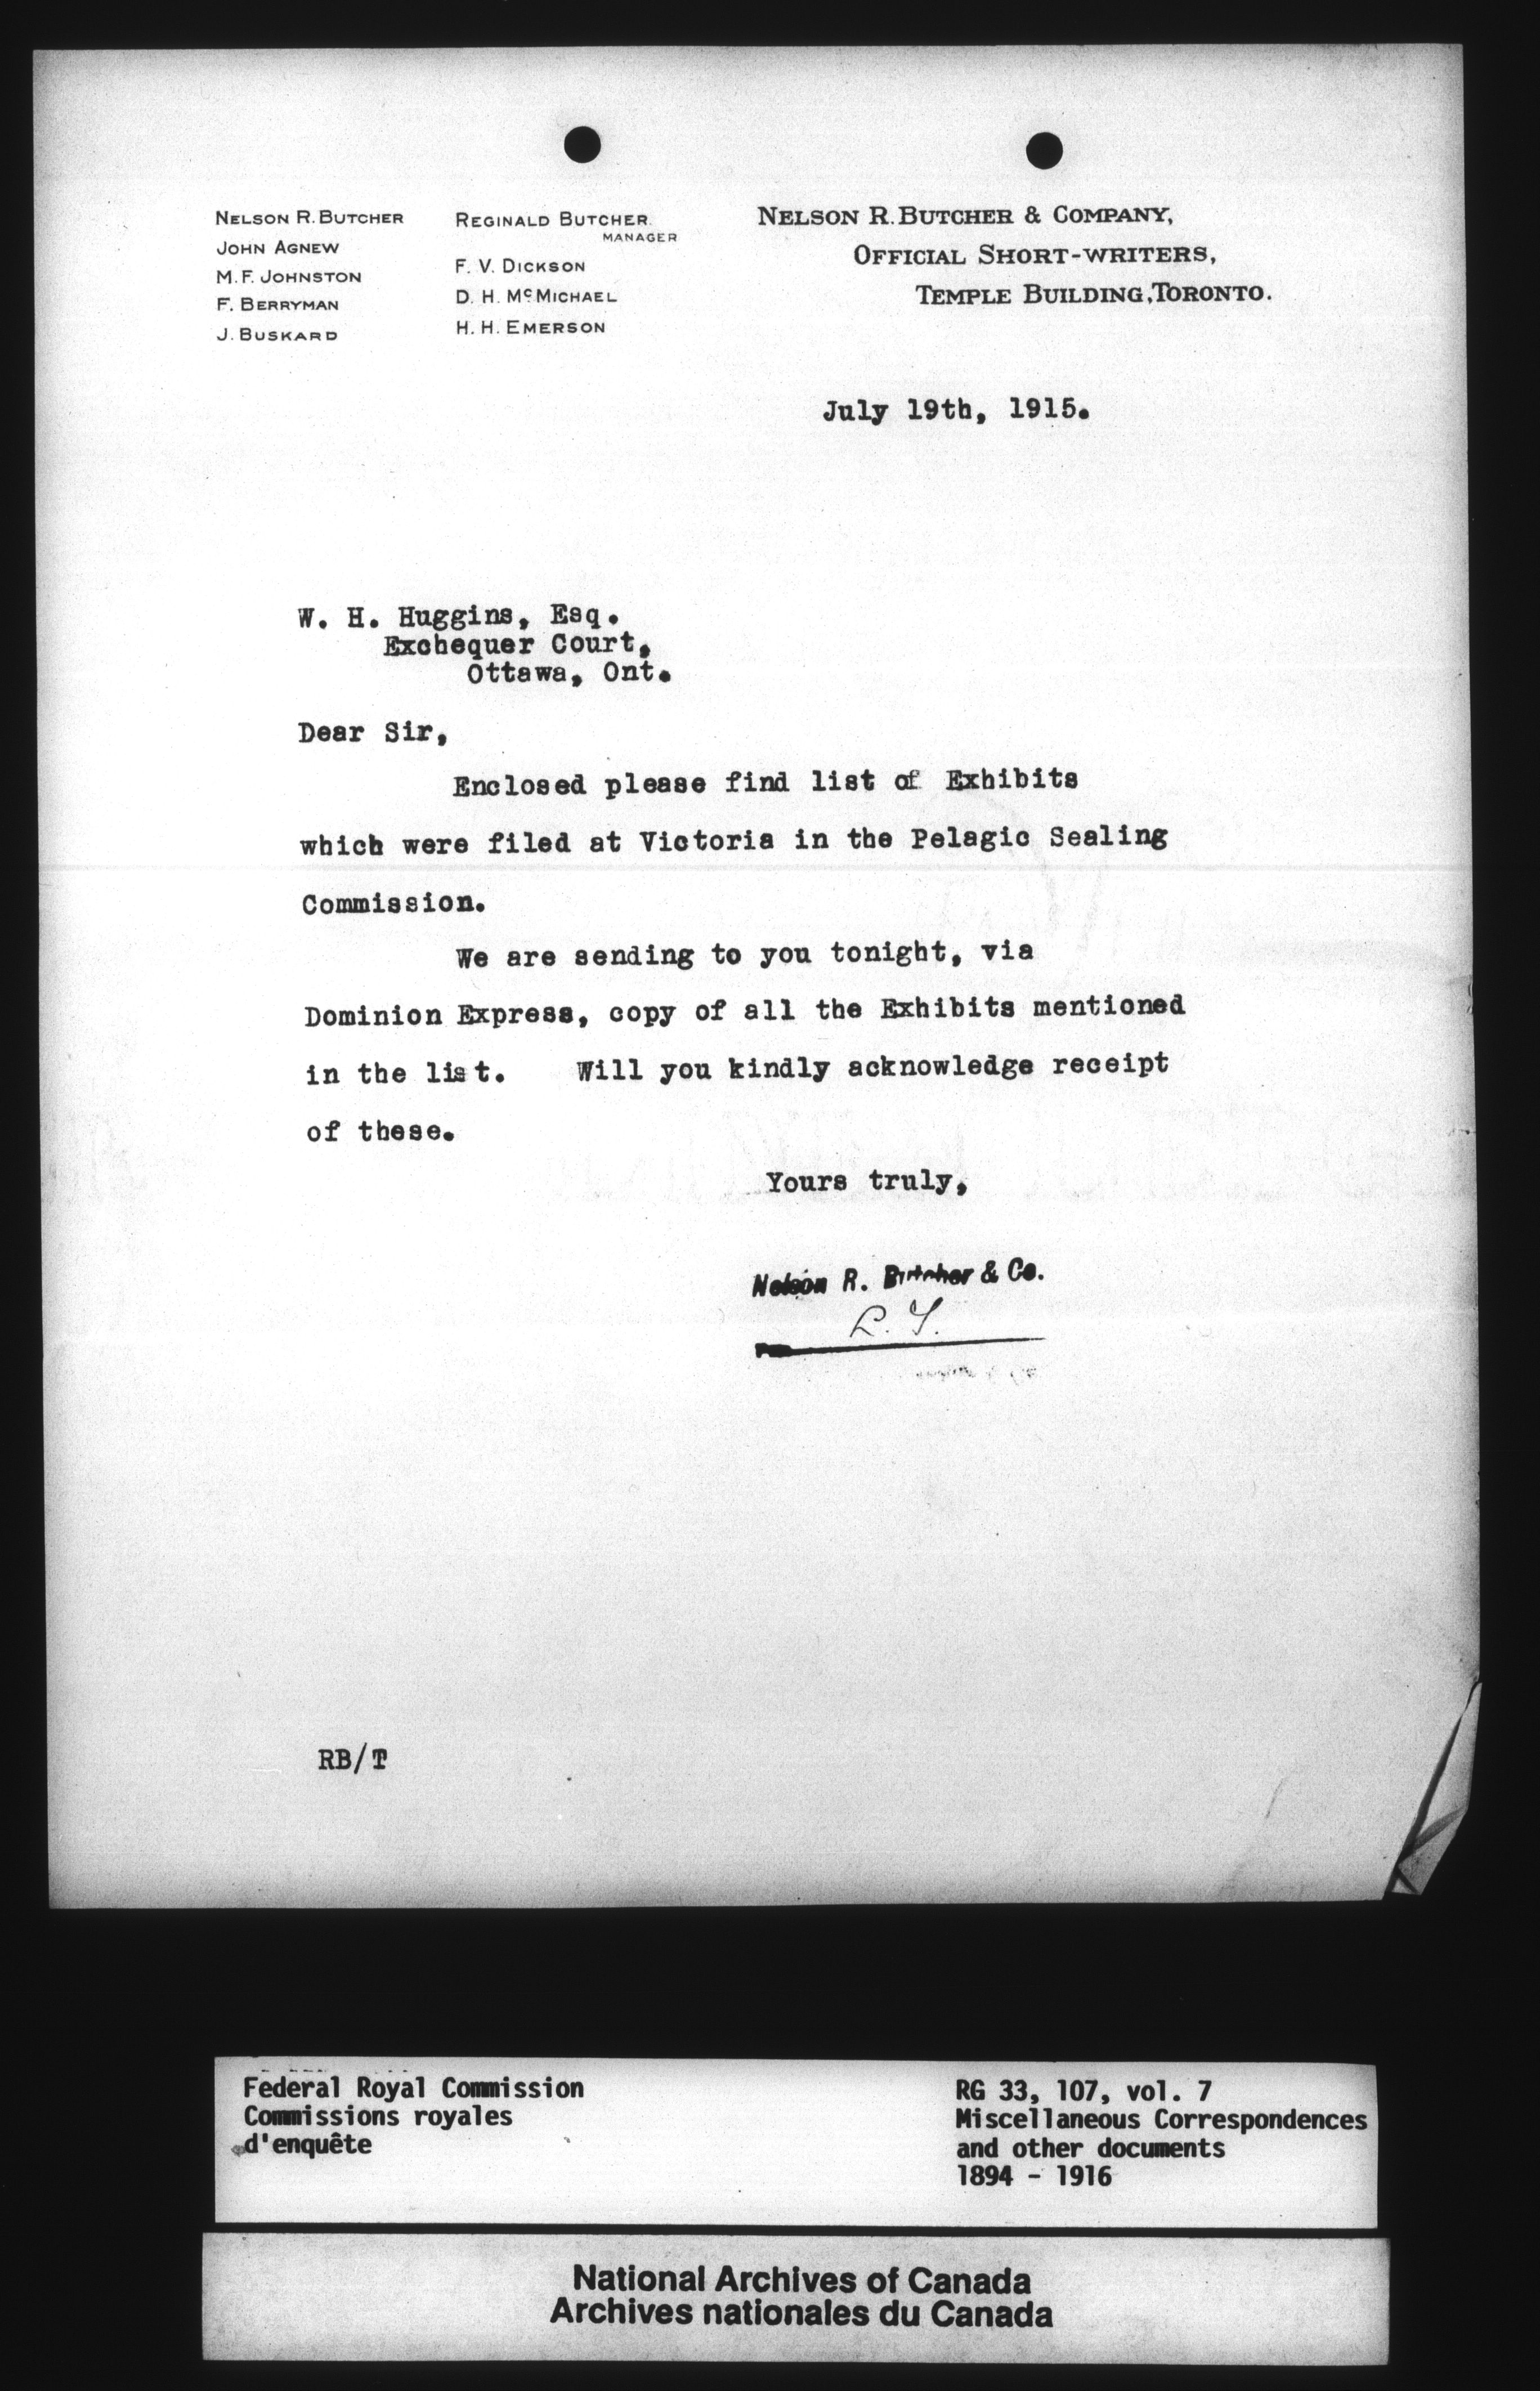 NELSON R. BUTCHER
JOHN AGNEW
M. F. JOHNSTON
F. BERRYMAN
J. BUSKARD
REGINALD BUTCHER.
MANAGER
F. V. DICKSON
D. H. McMICHAEL
H. H. EMERSON
NELSON R. BUTCHER & COMPANY,
OFFICIAL SHORT-WRITERS,
TEMPLE BUILDING, TORONTO.
July 19th, 1915.
W. H. Huggins, Esq.
Exchequer Court,
Ottawa, Ont.
Dear Sir,
Enclosed please find list of Exhibits
which were filed at Victoria in the Pelagic Sealing
Commission.
We are sending to you tonight, via
Dominion Express, copy of all the Exhibits mentioned
in the list. Will you kindly acknowledge receipt
of these.
Yours truly,
Nelson R. Butcher & Co.
RB/T
Federal Royal Commission
Commissions royales
d'enquête
RG 33, 107, vol. 7
Miscellaneous Correspondences
and other documents
1894 - 1916
National Archives of Canada
Archives nationales du Canada